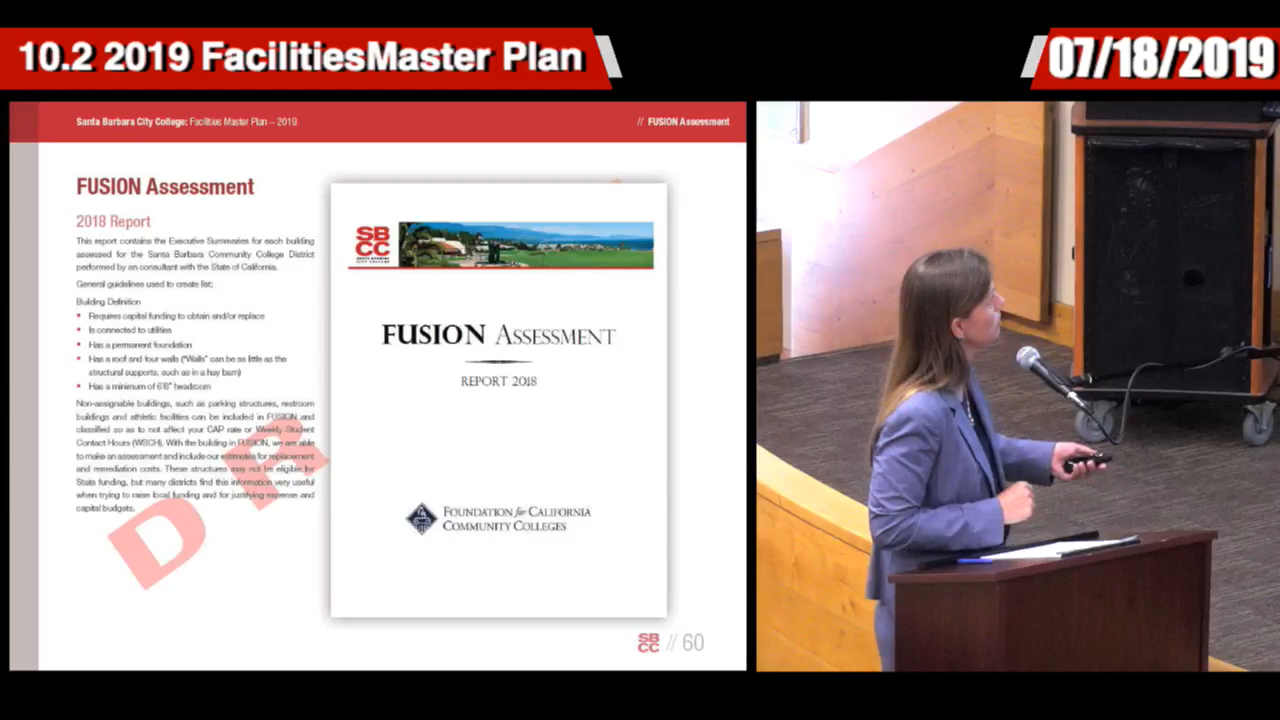 10.2 2019 FacilitiesMaster Plan
07/18/2019
Santa Barbara City College: Facilities Master Plan – 2019
// FUSION Assessment
FUSION Assessment
2018 Report
This report contains the Executive Summaries for each building
assessed for the Santa Barbara Community College District
performed by an consultant with the State of California.
General guidelines used to create list;
Building Definition
• Requires capital funding to obtain and/or replace
• Is connected to utilities
• Has a permanent foundation
• Has a roof and four walls ("Walls" can be as little as the
structural supports, such as in a hay barn)
• Has a minimum of 6'6" headroom
Non-assignable buildings, such as parking structures, restroom
buildings and athletic facilities can be included in FUSION and
classified so as to not affect your CAP rate or Weekly Student
Contact Hours (WSCH). With the building in FUSION, we are able
to make an assessment and include our estimates for replacement
and remediation costs. These structures may not be eligible for
State funding, but many districts find this information very useful
when trying to raise local funding and for justifying expense and
capital budgets.
D R
SB
CC
SANTA BARBARA
CITY COLLEGE
FUSION ASSESSMENT
REPORT 2018
FOUNDATION for CALIFORNIA
COMMUNITY COLLEGES
SB
CC // 60